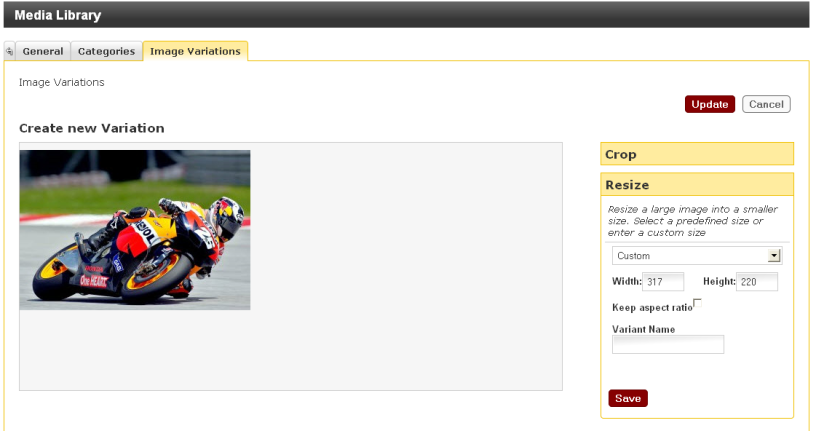 Media Library
General Categories Image Variations
Image Variations
Update Cancel
Create new Variation
Crop
Resize
Resize a large image into a smaller
size. Select a predefined size or
enter a custom size
Custom
Width: 317 Height: 220
Keep aspect ratio
Variant Name
Save
One HEART